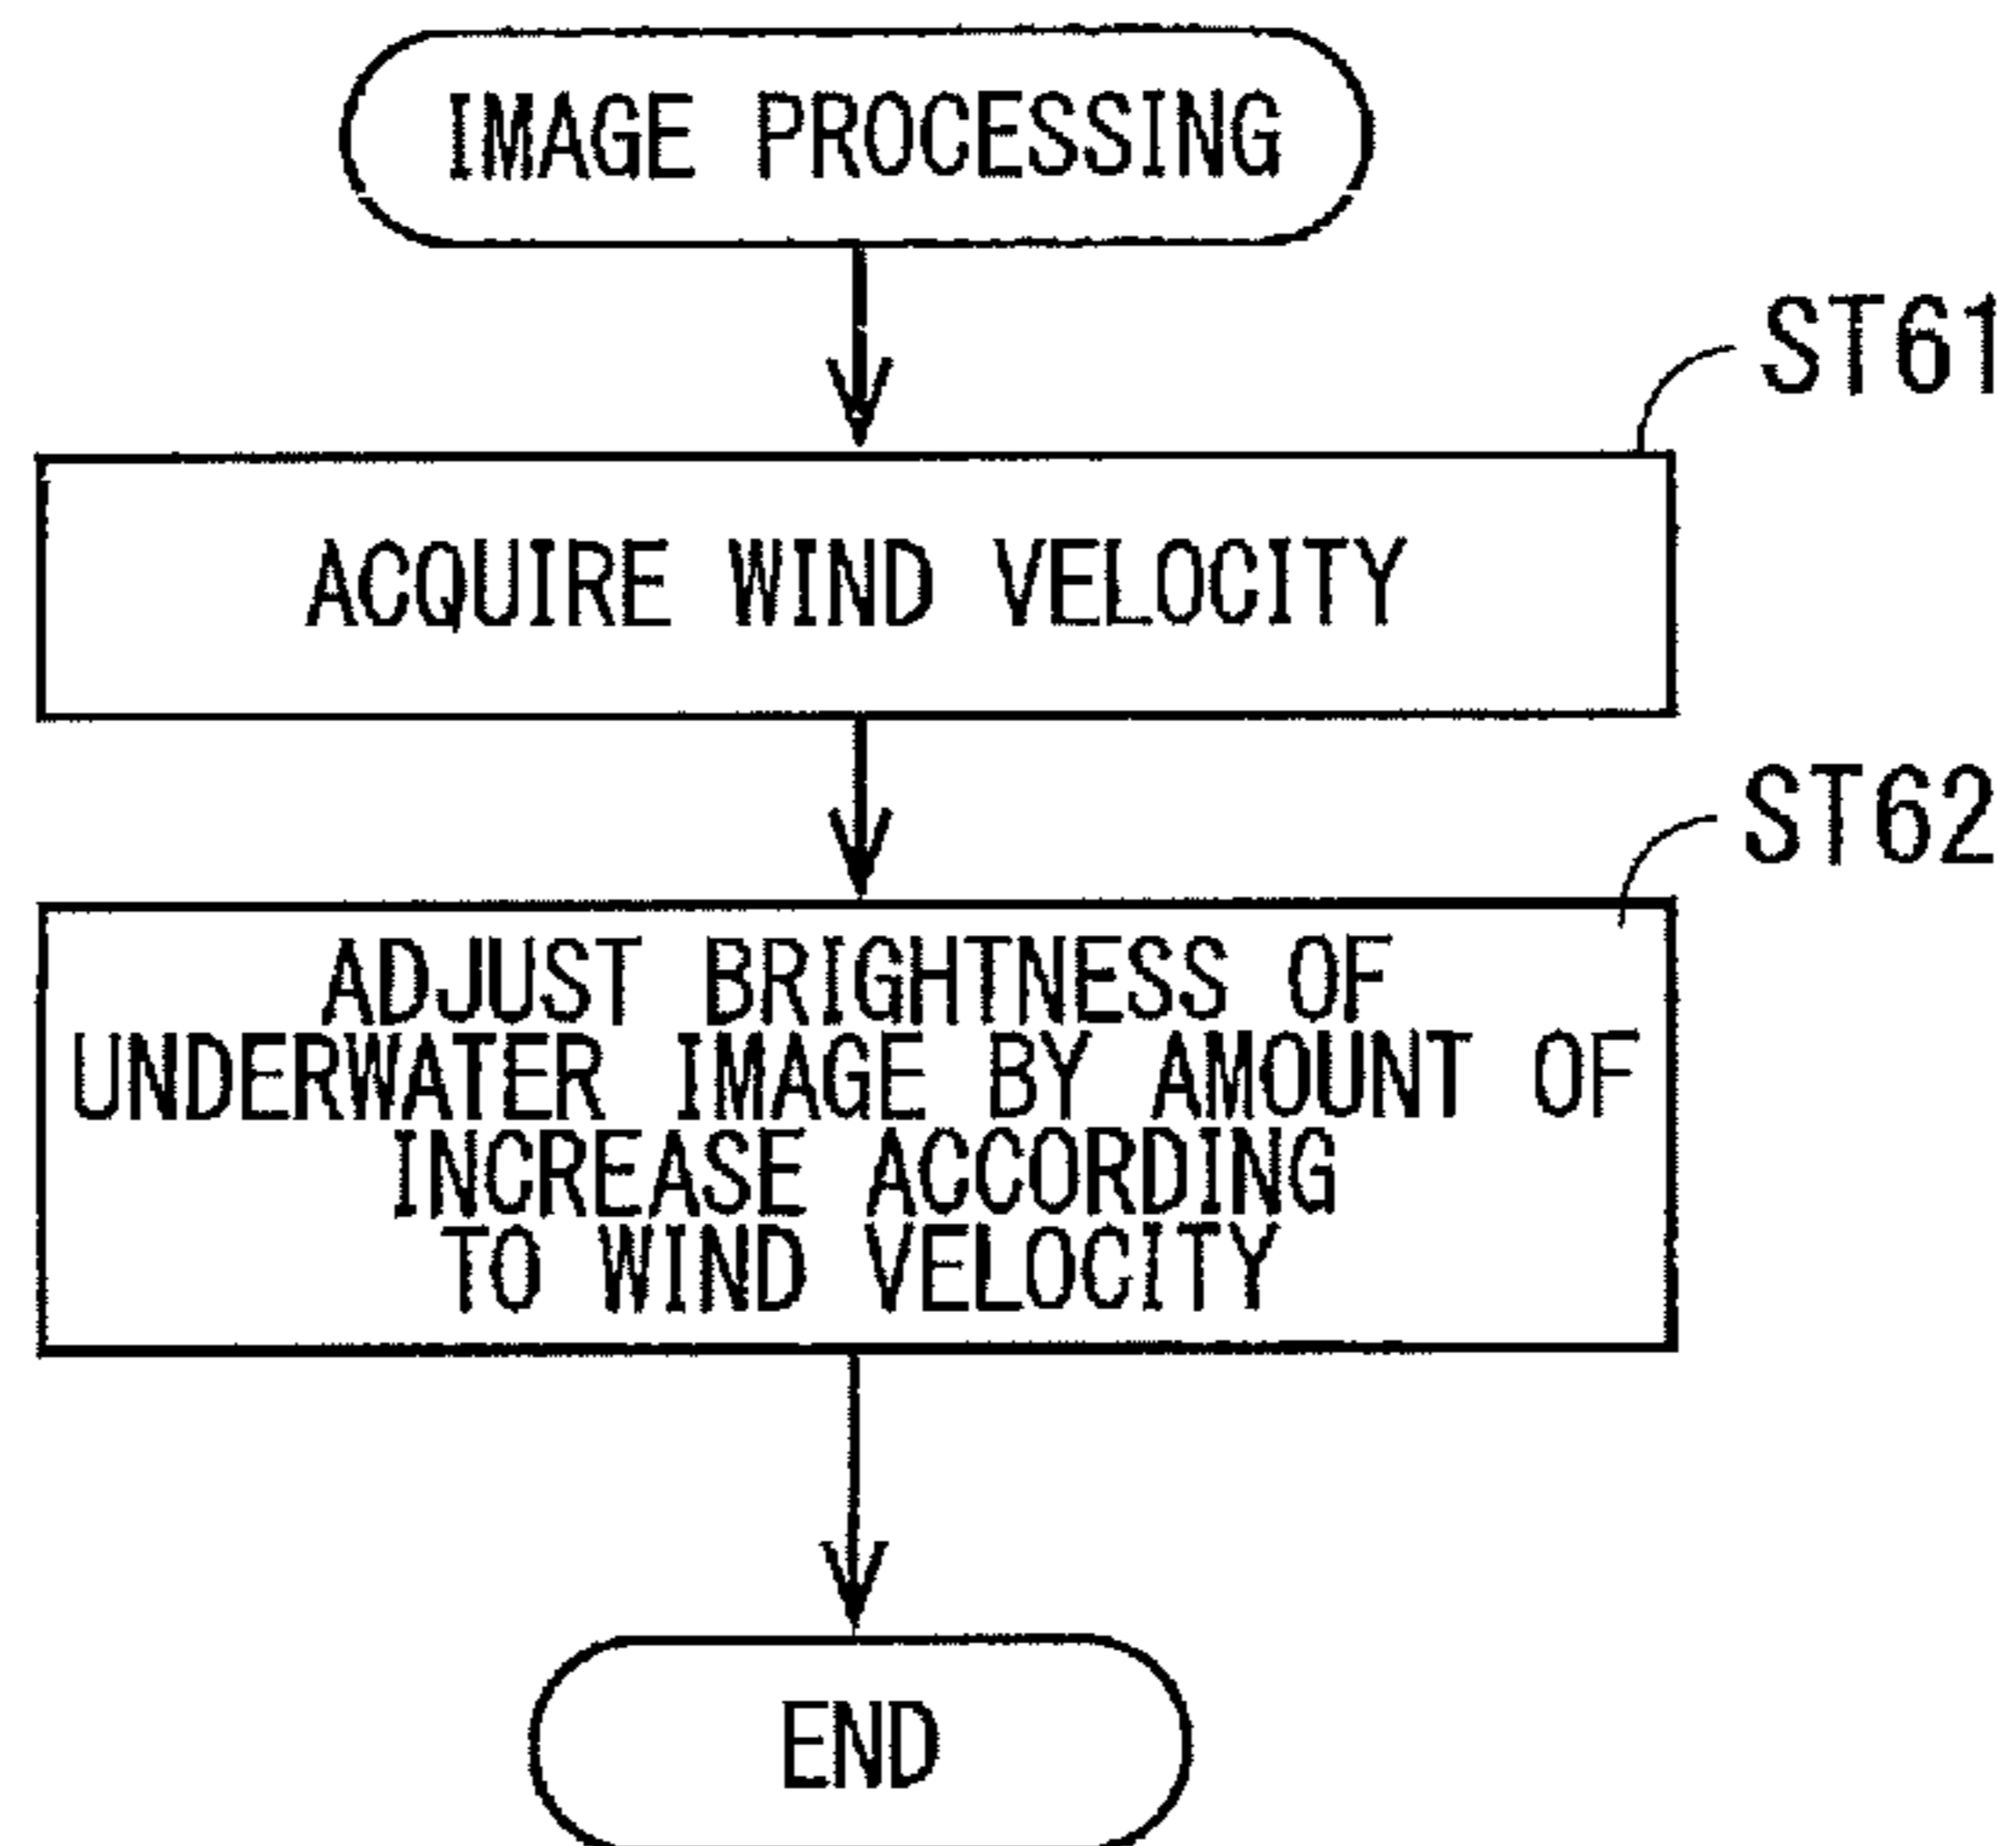 IMAGE PROCESSING
ST61
ACQUIRE WIND VELOCITY
ST62
ADJUST BRIGHTNESS OF
UNDERWATER IMAGE BY AMOUNT OF
INCREASE ACCORDING
TO WIND VELOCITY
END